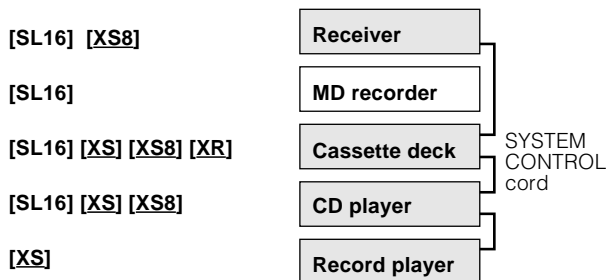 [SL16] [XS8] Receiver
[SL16] MD recorder
[SL16] [XS] [XS8] [XR] Cassette deck
SYSTEM
CONTROL
cord
[SL16] [XS] [XS8] CD player
[XS] Record player